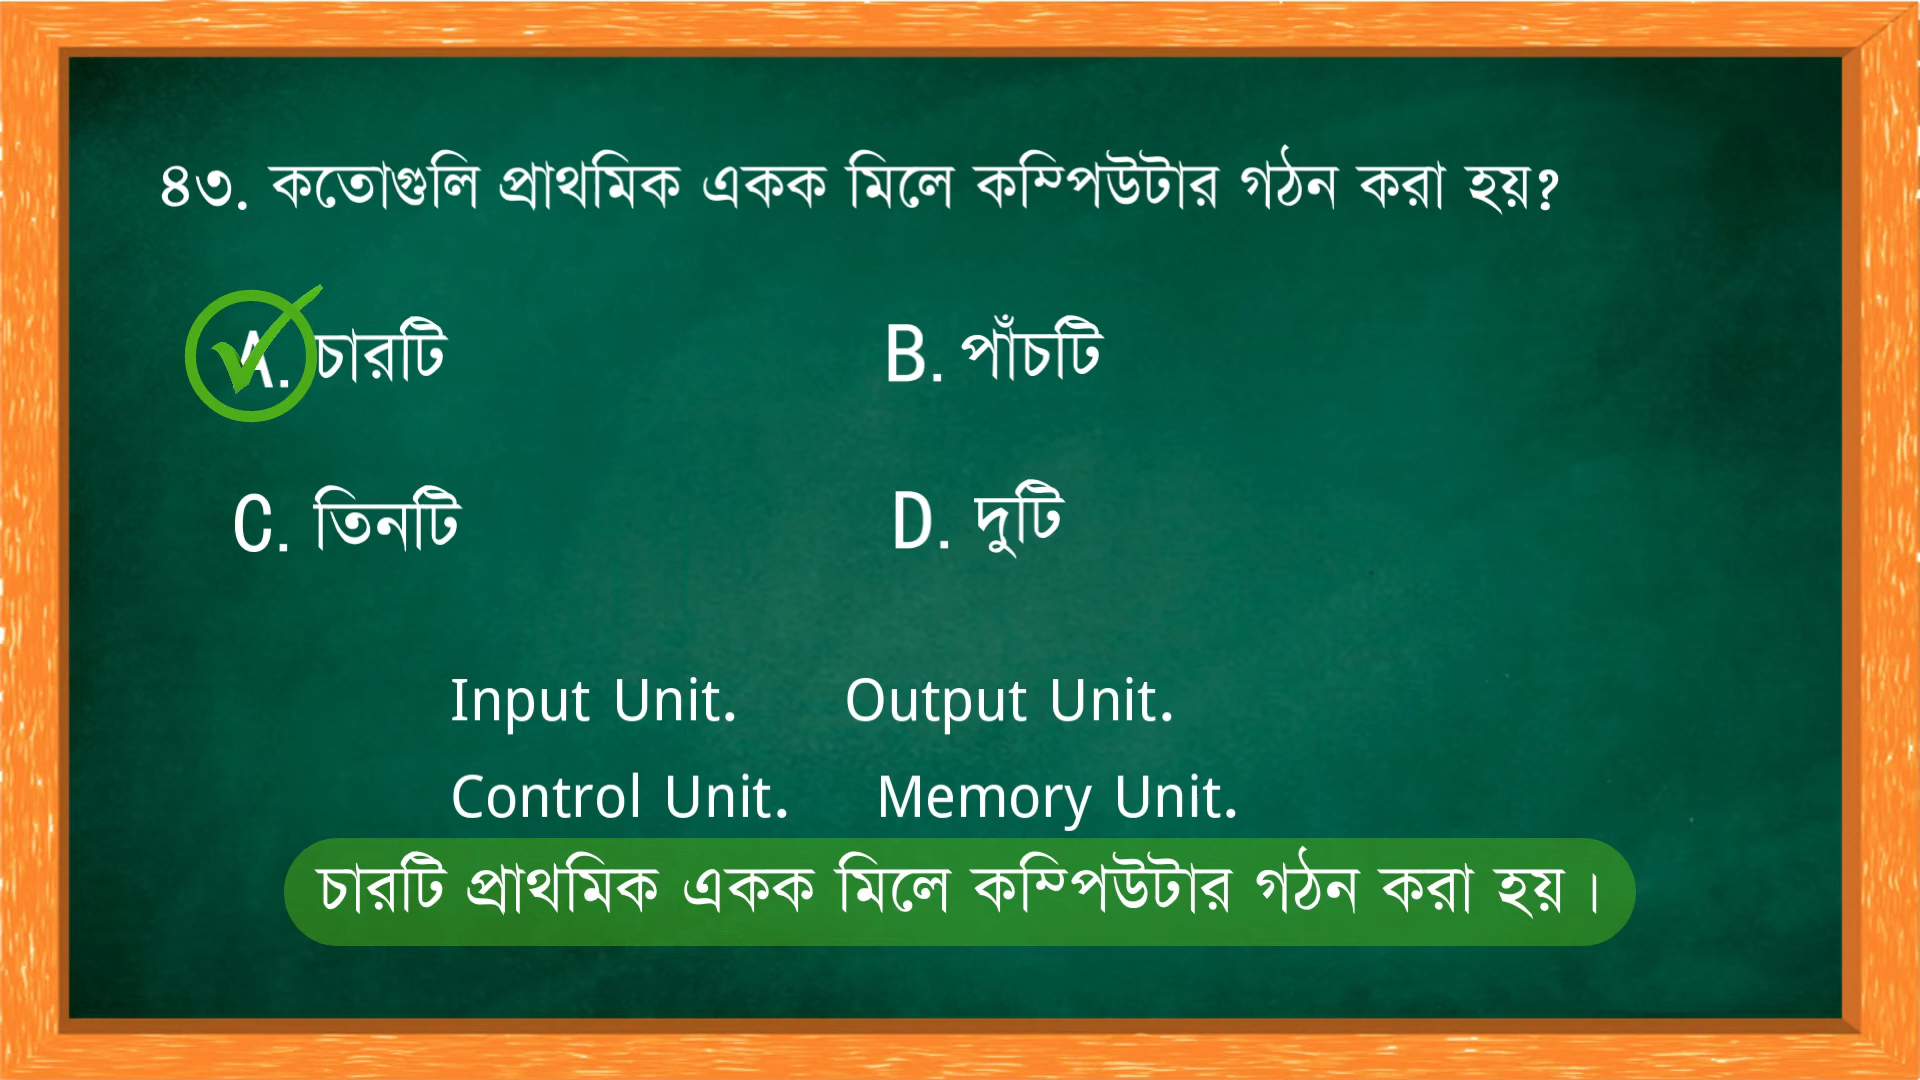 ৪৩. কতোগুলি প্রাথমিক একক মিলে কম্পিউটার গঠন করা হয়?
A. চারটি B. পাঁচটি
C. তিনটি D. দুটি
Input Unit. Output Unit.
Control Unit. Memory Unit.
চারটি প্রাথমিক একক মিলে কম্পিউটার গঠন করা হয় ।